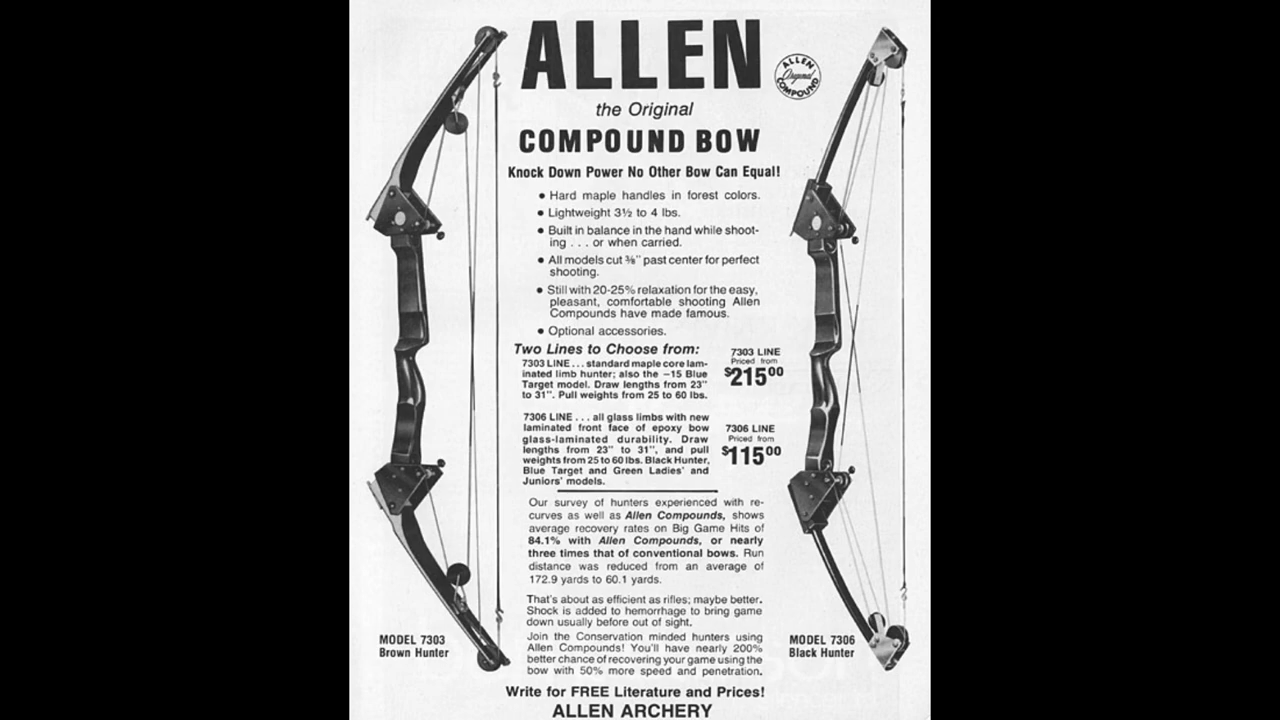 ALLEN
ALLEN
Original
COMPOUND
the Original
COMPOUND BOW
Knock Down Power No Other Bow Can Equal!
• Hard maple handles in forest colors.
• Lightweight 3½ to 4 lbs.
• Built in balance in the hand while shoot-
ing . . . or when carried.
• All models cut ⅜" past center for perfect
shooting.
• Still with 20-25% relaxation for the easy,
pleasant, comfortable shooting Allen
Compounds have made famous.
• Optional accessories.
Two Lines to Choose from:
7303 LINE . . . standard maple core lam-
inated limb hunter; also the –15 Blue
Target model. Draw lengths from 23"
to 31". Pull weights from 25 to 60 lbs.
7303 LINE
Priced from
$215⁰⁰
7306 LINE . . . all glass limbs with new
laminated front face of epoxy bow
glass-laminated durability. Draw
lengths from 23" to 31", and pull
weights from 25 to 60 lbs. Black Hunter,
Blue Target and Green Ladies' and
Juniors' models.
7306 LINE
Priced from
$115⁰⁰
Our survey of hunters experienced with re-
curves as well as Allen Compounds, shows
average recovery rates on Big Game Hits of
84.1% with Allen Compounds, or nearly
three times that of conventional bows. Run
distance was reduced from an average of
172.9 yards to 60.1 yards.
That's about as efficient as rifles; maybe better.
Shock is added to hemorrhage to bring game
down usually before out of sight.
Join the Conservation minded hunters using
Allen Compounds! You'll have nearly 200%
better chance of recovering your game using the
bow with 50% more speed and penetration.
MODEL 7303
Brown Hunter
MODEL 7306
Black Hunter
Write for FREE Literature and Prices!
ALLEN ARCHERY